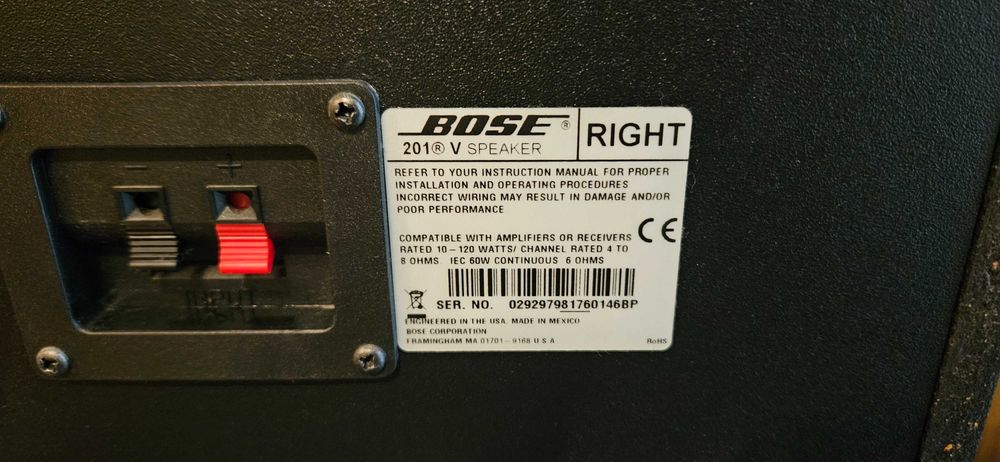 BOSE ®
201® V SPEAKER
RIGHT
REFER TO YOUR INSTRUCTION MANUAL FOR PROPER
INSTALLATION AND OPERATING PROCEDURES
INCORRECT WIRING MAY RESULT IN DAMAGE AND/OR
POOR PERFORMANCE
COMPATIBLE WITH AMPLIFIERS OR RECEIVERS
RATED 10 – 120 WATTS/ CHANNEL RATED 4 TO
8 OHMS IEC 60W CONTINUOUS 6 OHMS
CE
SER. NO. 029297981760146BP
ENGINEERED IN THE USA, MADE IN MEXICO
BOSE CORPORATION
FRAMINGHAM MA 01701 – 9168 U S A
RoHS
– +
INPUT